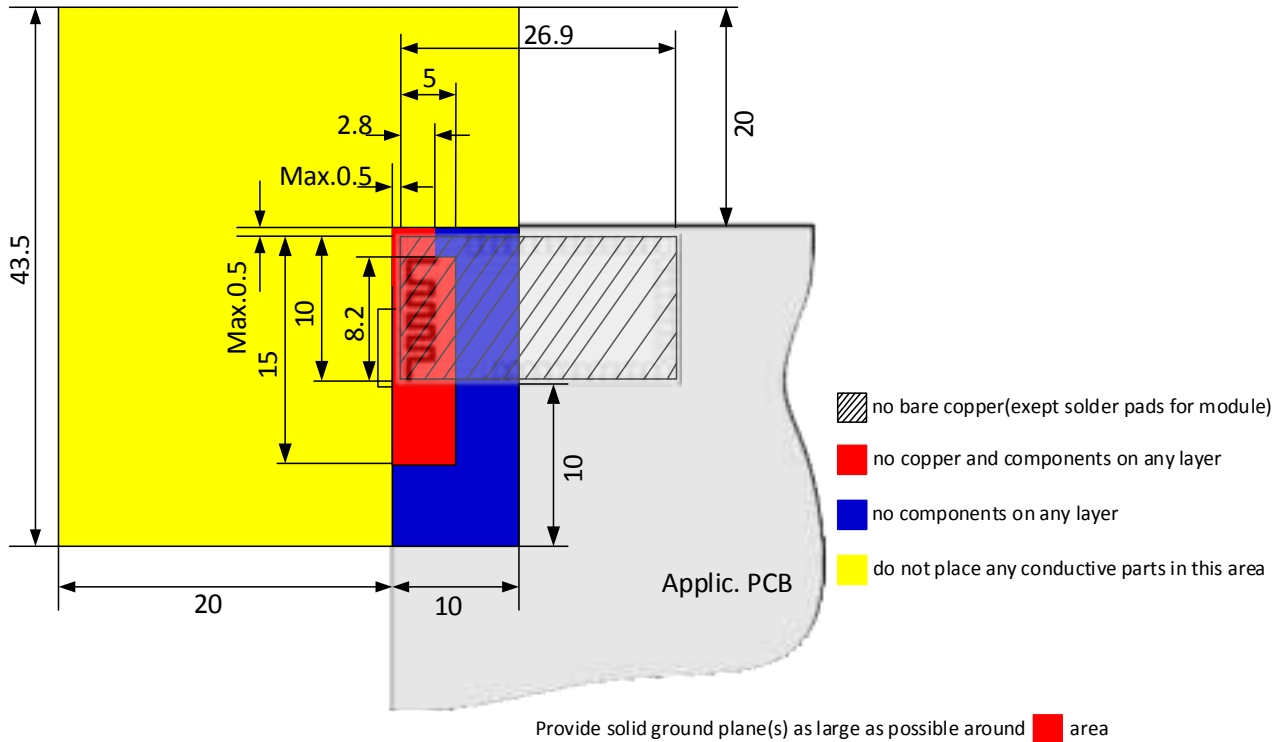 26.9
5
20
2.8
Max.0.5
43.5
Max.0.5
10
8.2
15
no bare copper(exept solder pads for module)
no copper and components on any layer
10
no components on any layer
do not place any conductive parts in this area
Applic. PCB
20
10
Provide solid ground plane(s) as large as possible around area